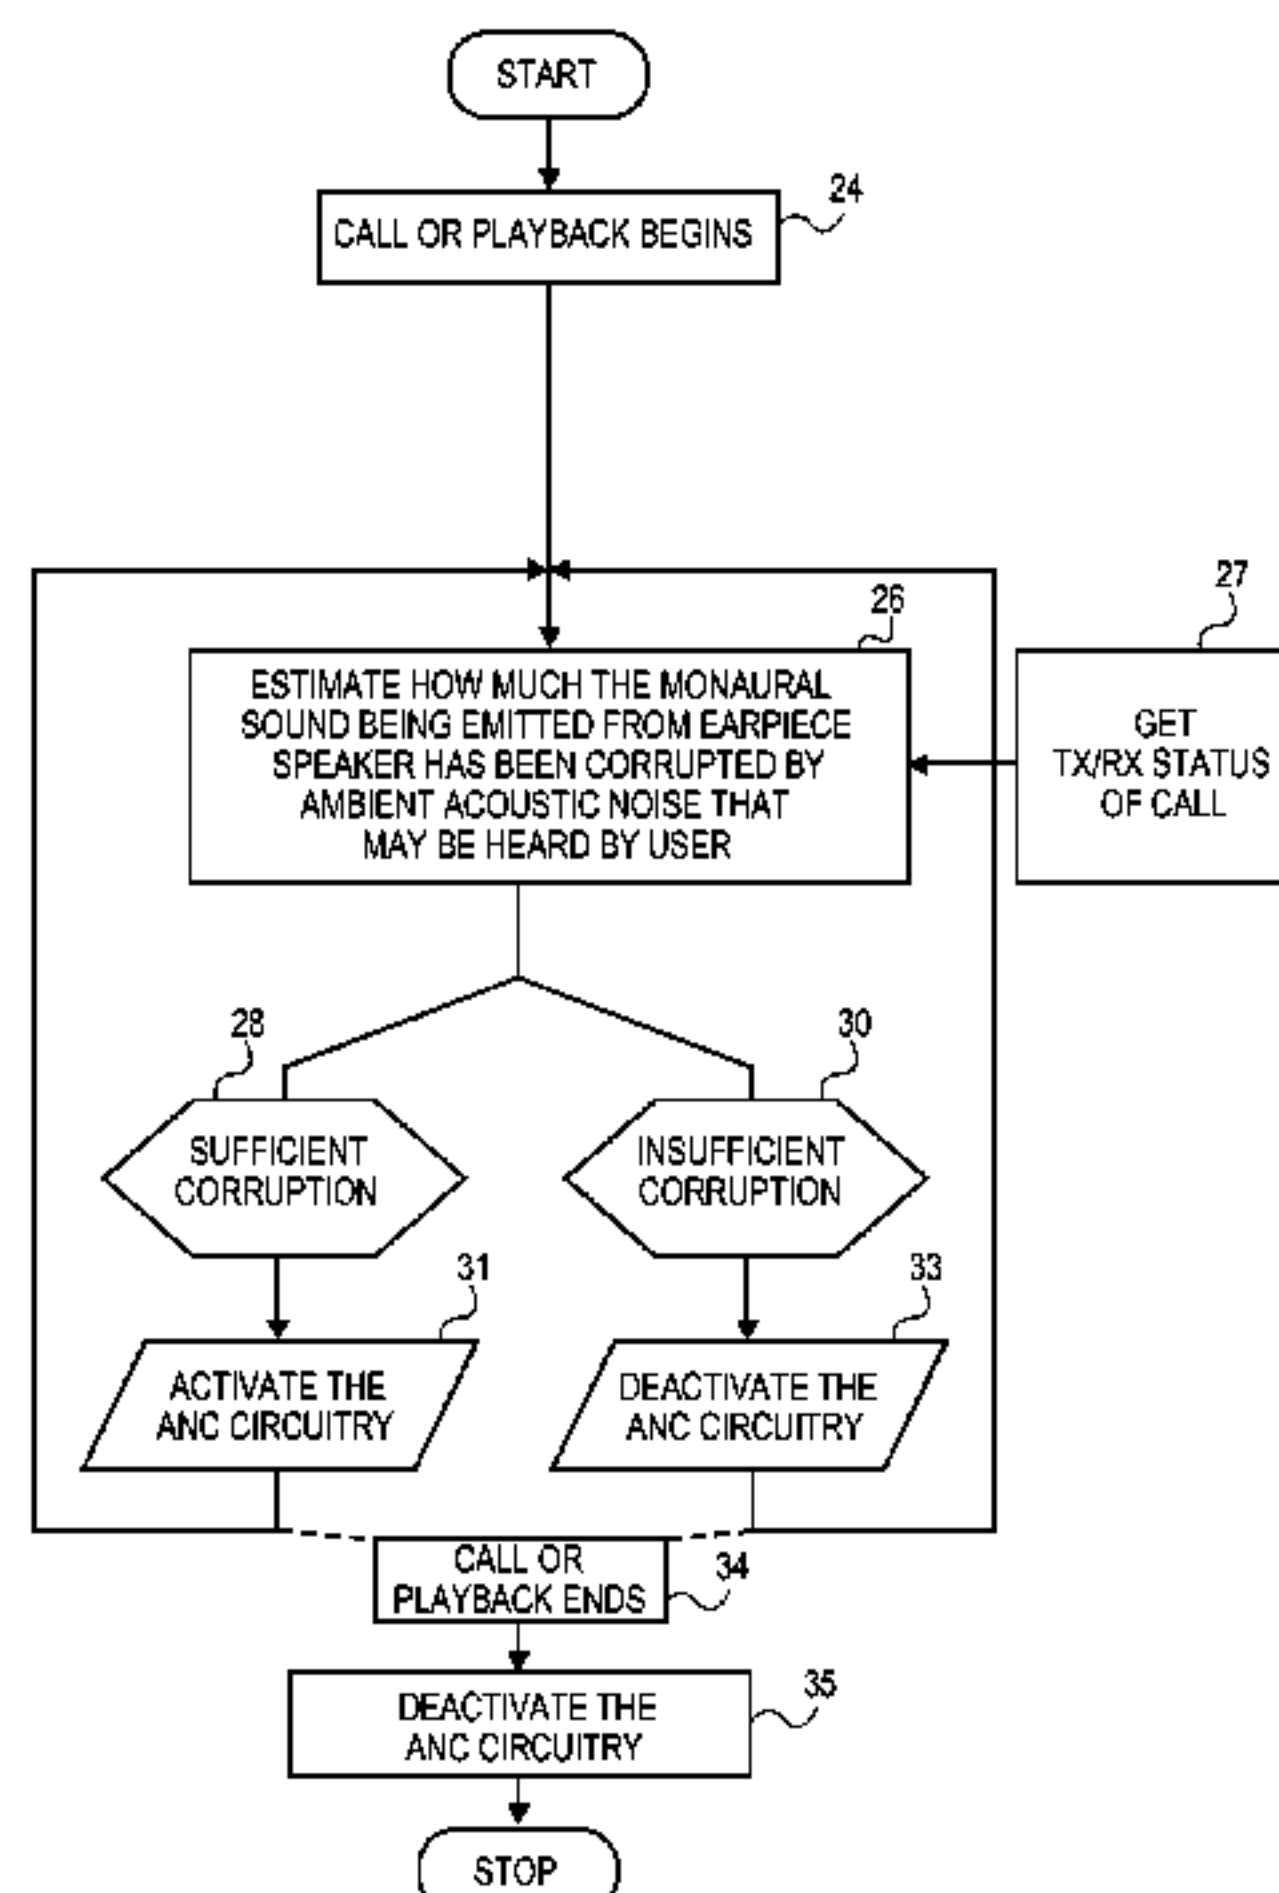 START
24
CALL OR PLAYBACK BEGINS
26
27
ESTIMATE HOW MUCH THE MONAURAL
SOUND BEING EMITTED FROM EARPIECE
SPEAKER HAS BEEN CORRUPTED BY
AMBIENT ACOUSTIC NOISE THAT
MAY BE HEARD BY USER
GET
TX/RX STATUS
OF CALL
28
30
SUFFICIENT
CORRUPTION
INSUFFICIENT
CORRUPTION
31
33
ACTIVATE THE
ANC CIRCUITRY
DEACTIVATE THE
ANC CIRCUITRY
CALL OR
PLAYBACK ENDS
34
35
DEACTIVATE THE
ANC CIRCUITRY
STOP